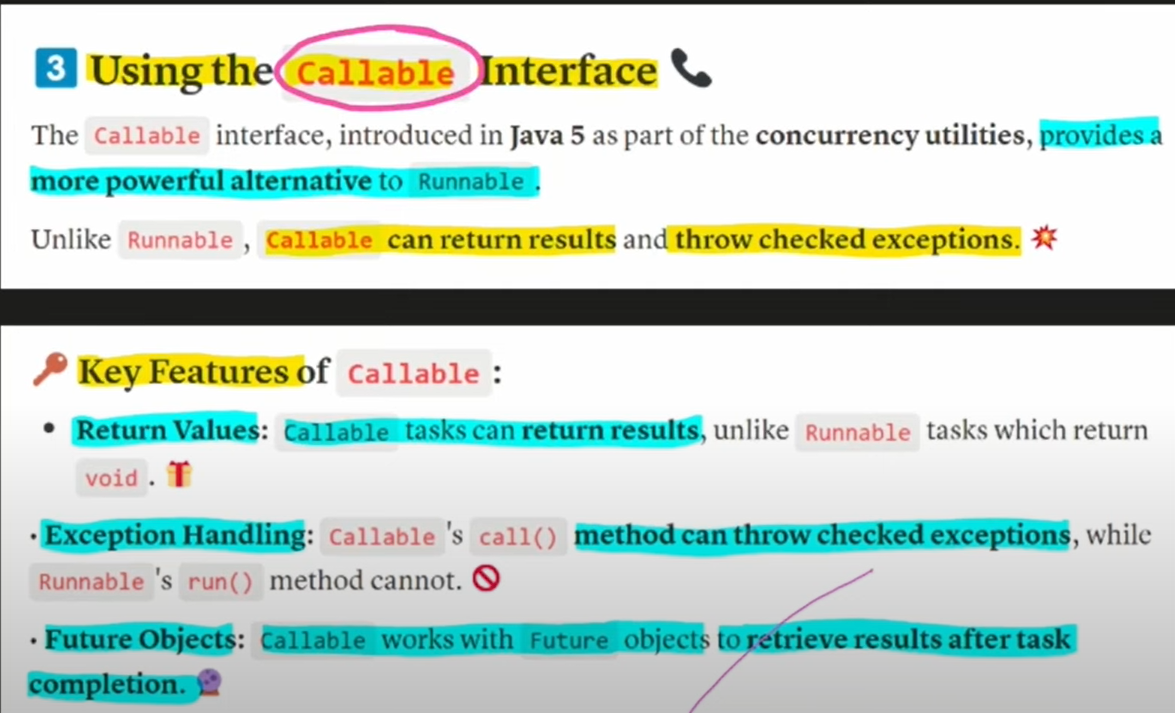 3 Using the Callable Interface 📞
The Callable interface, introduced in Java 5 as part of the concurrency utilities, provides a
more powerful alternative to Runnable.
Unlike Runnable, Callable can return results and throw checked exceptions. 💥
🔑 Key Features of Callable:
• Return Values: Callable tasks can return results, unlike Runnable tasks which return
void. 🎁
· Exception Handling: Callable's call() method can throw checked exceptions, while
Runnable's run() method cannot. 🚫
· Future Objects: Callable works with Future objects to retrieve results after task
completion. 🔮